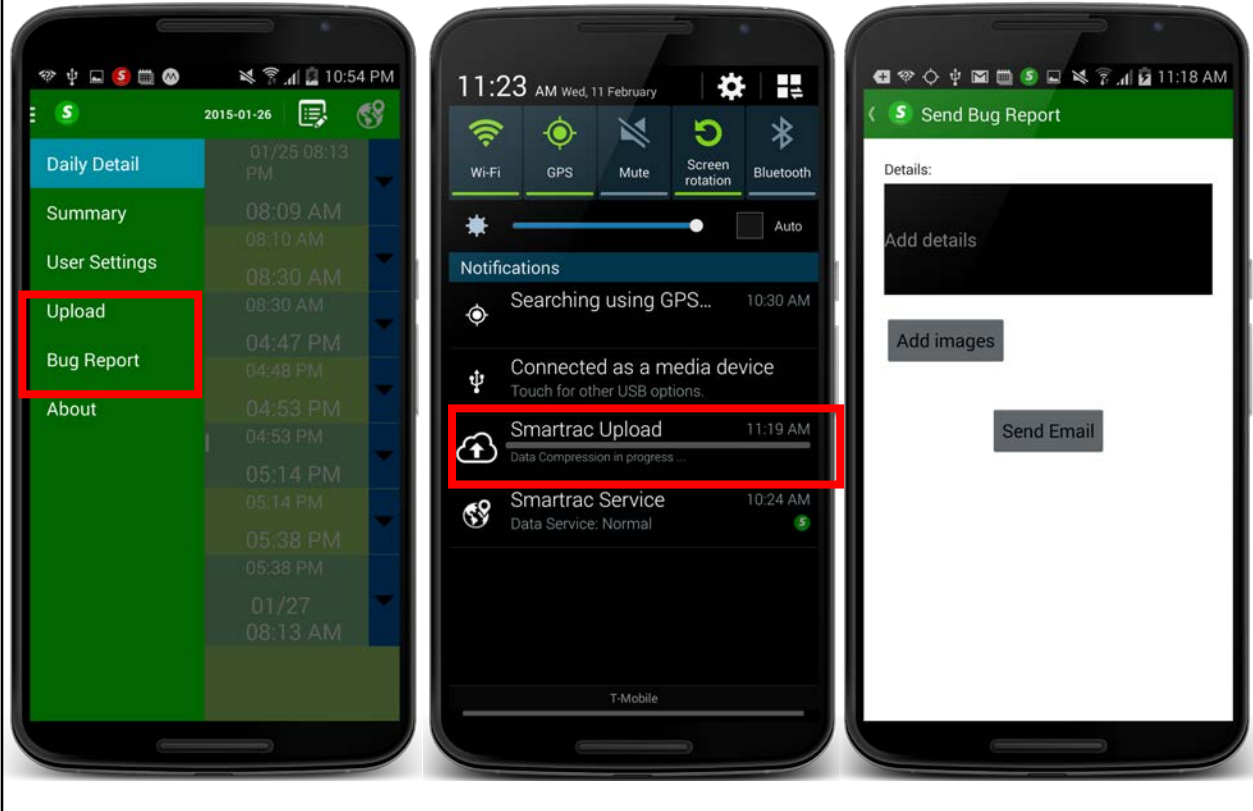 10:54 PM
S
2015-01-26
Daily Detail
Summary
User Settings
Upload
Bug Report
About
01/25 08:13
PM
08:09 AM
08:10 AM
08:30 AM
08:30 AM
04:47 PM
04:48 PM
04:53 PM
04:53 PM
05:14 PM
05:14 PM
05:38 PM
05:38 PM
01/27
08:13 AM
11:23 AM Wed, 11 February
Wi-Fi
GPS
Mute
Screen
rotation
Bluetooth
Auto
Notifications
Searching using GPS... 10:30 AM
Connected as a media device
Touch for other USB options.
Smartrac Upload 11:19 AM
Data Compression in progress ...
Smartrac Service 10:24 AM
Data Service: Normal S
T-Mobile
11:18 AM
S Send Bug Report
Details:
Add details
Add images
Send Email